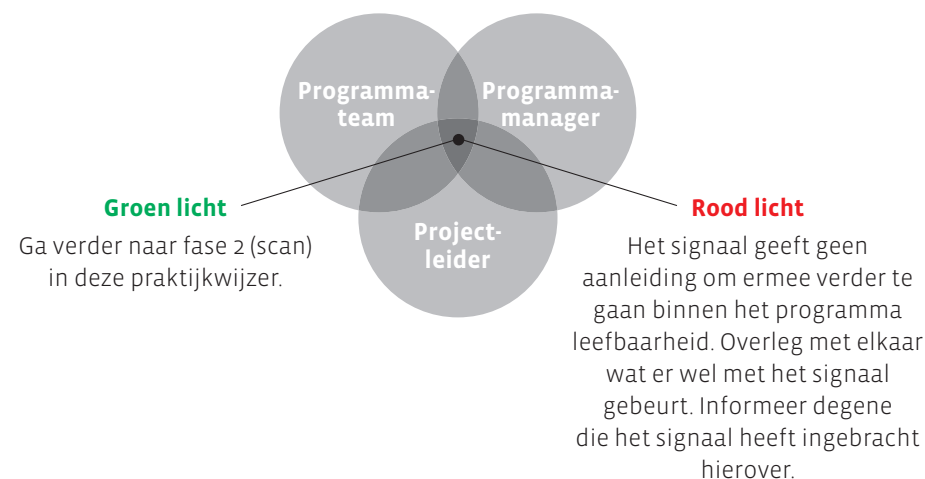 Programma-
team
Programma-
manager
Project-
leider
Groen licht
Ga verder naar fase 2 (scan)
in deze praktijkwijzer.
Rood licht
Het signaal geeft geen
aanleiding om ermee verder te
gaan binnen het programma
leefbaarheid. Overleg met elkaar
wat er wel met het signaal
gebeurt. Informeer degene
die het signaal heeft ingebracht
hierover.